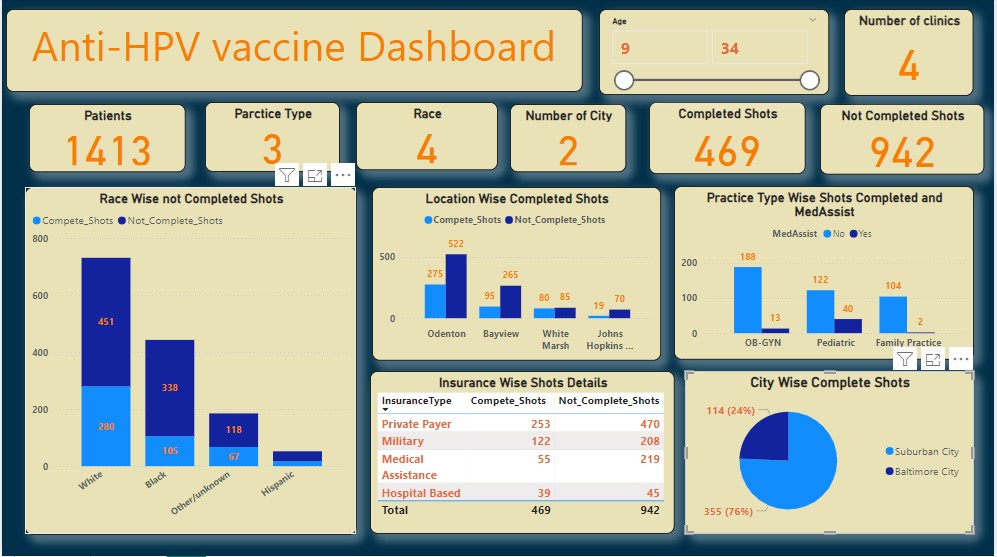 Anti-HPV vaccine Dashboard
Age
9 34
Number of clinics
4
Patients
1413
Parctice Type
3
Race
4
Number of City
2
Completed Shots
469
Not Completed Shots
942
Race Wise not Completed Shots
Compete_Shots Not_Complete_Shots
800
600
400
200
0
451
280
338
105
118
67
White
Black
Other/unknown
Hispanic
Location Wise Completed Shots
Compete_Shots Not_Complete_Shots
500
0
275 522
95 265
80 85
19 70
Odenton
Bayview
White
Marsh
Johns
Hopkins ...
Practice Type Wise Shots Completed and
MedAssist
MedAssist No Yes
200
100
0
188 13
122 40
104 2
OB-GYN
Pediatric
Family Practice
Insurance Wise Shots Details
InsuranceType Compete_Shots Not_Complete_Shots
Private Payer 253 470
Military 122 208
Medical 55 219
Assistance
Hospital Based 39 45
Total 469 942
City Wise Complete Shots
114 (24%)
355 (76%)
Suburban City
Baltimore City